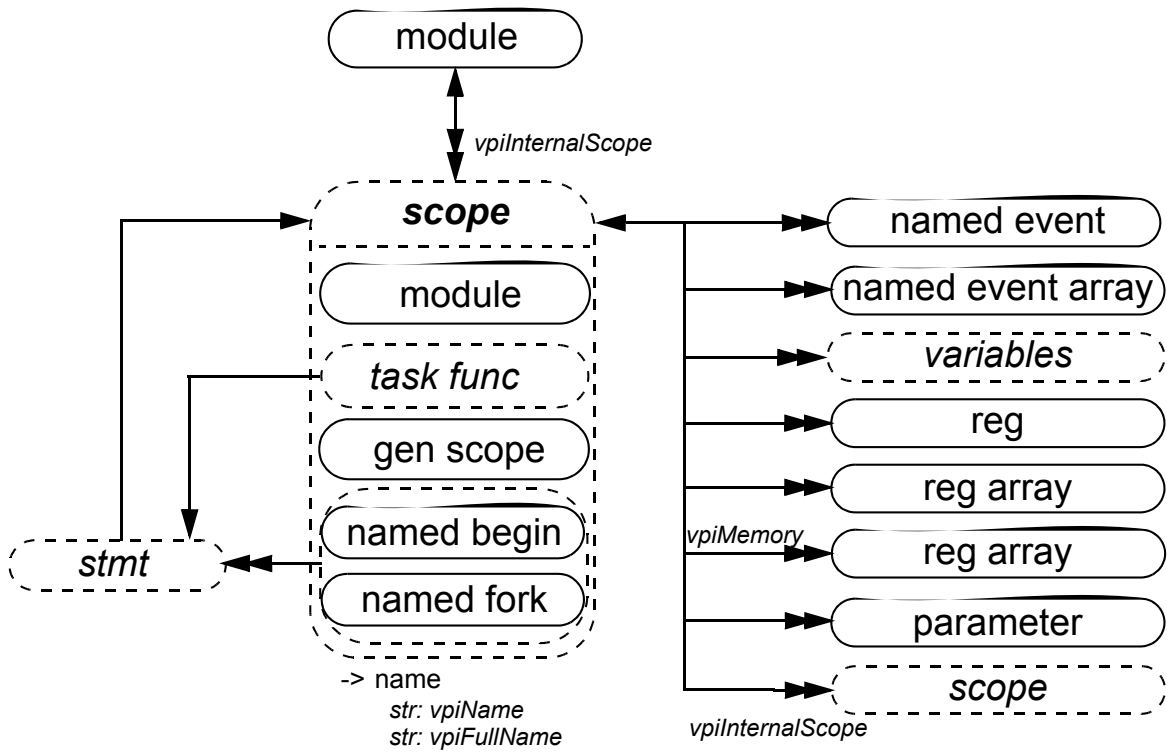 module
vpiInternalScope
scope
module
task func
gen scope
named begin
named fork
stmt
-> name
str: vpiName
str: vpiFullName
named event
named event array
variables
reg
reg array
vpiMemory
reg array
parameter
scope
vpiInternalScope